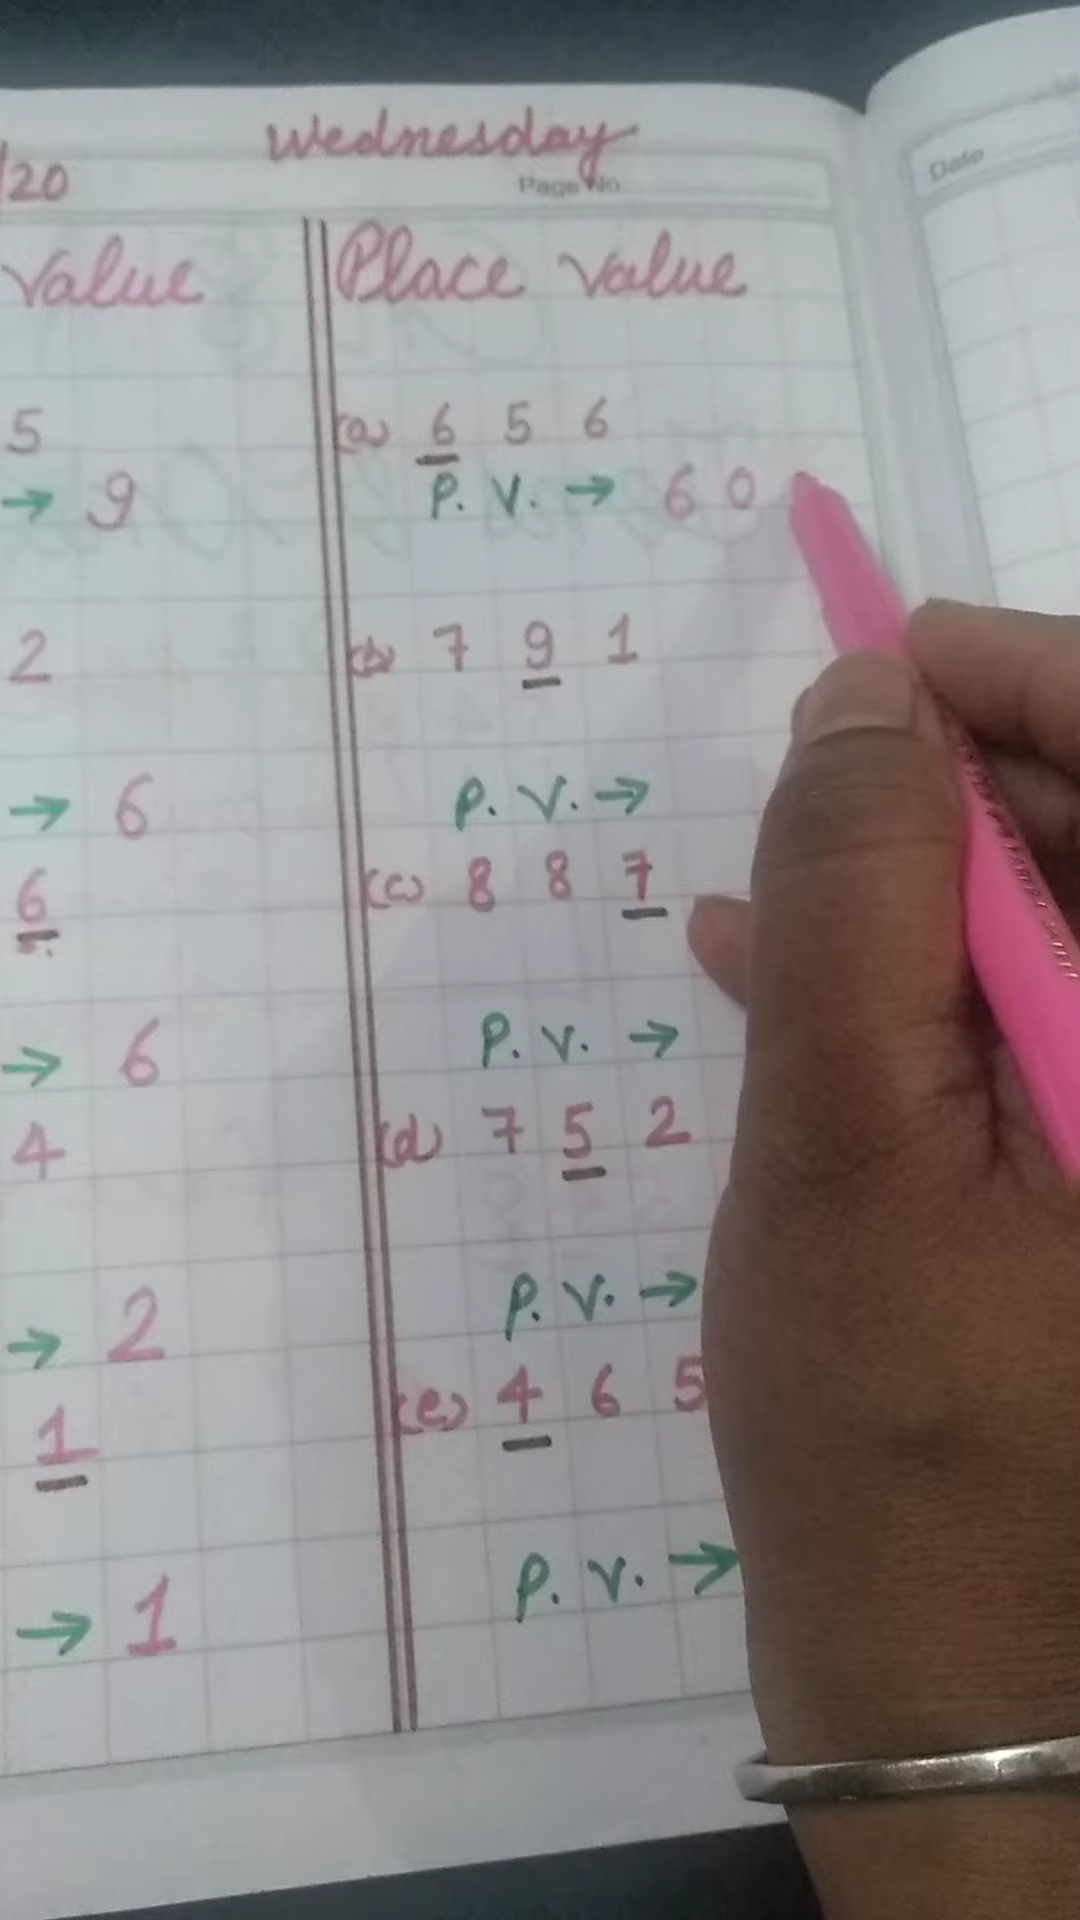 /20 Wednesday
Page No.
Date
Value
5
→ 9
2
→ 6
6
→ 6
4
→ 2
1
→ 1
Place value
(a) 6 5 6
P. V. → 6 0
(b) 7 9 1
P. V. →
(c) 8 8 7
P. V. →
(d) 7 5 2
P. V. →
(e) 4 6 5
P. V. →